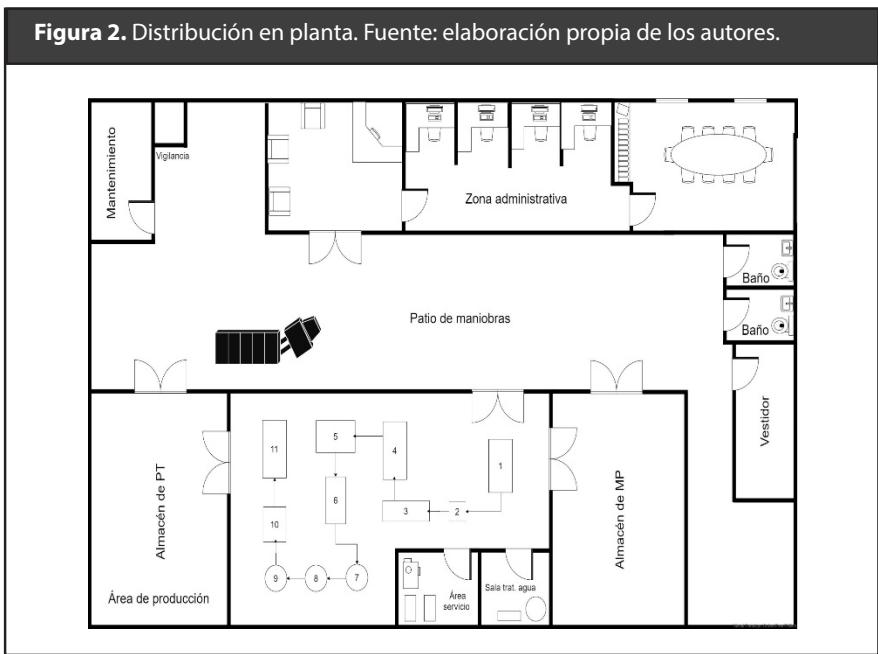 Figura 2. Distribución en planta. Fuente: elaboración propia de los autores.
Mantenimiento
Vigilancia
Zona administrativa
Baño
Baño
Patio de maniobras
Vestidor
Almacén de PT
Área de producción
11
5
4
1
6
3
2
10
9
8
7
Área
servicio
Sala trat. agua
Almacén de MP